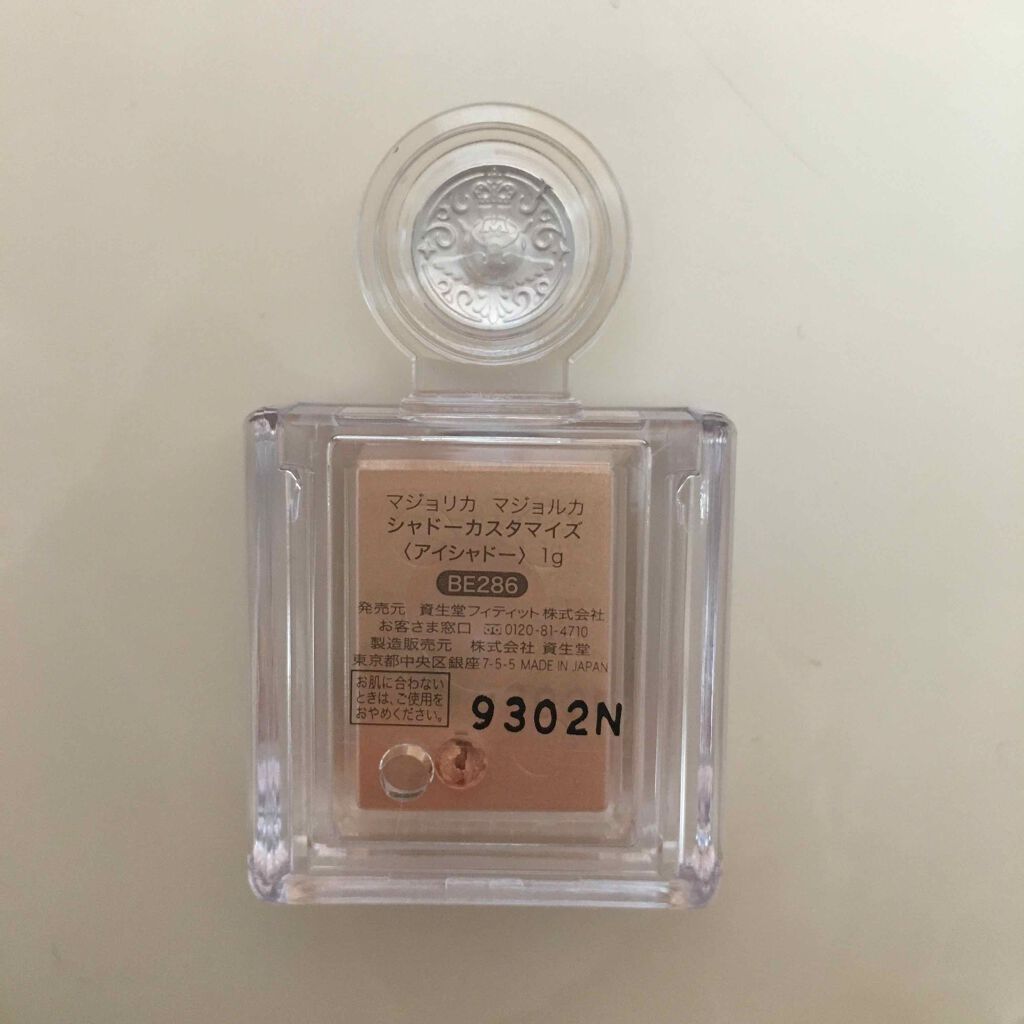 M
マジョリカ マジョルカ
シャドーカスタマイズ
〈アイシャドー〉 1g
BE286
発売元 資生堂フィティット株式会社
お客さま窓口 0120-81-4710
製造販売元 株式会社 資生堂
東京都中央区銀座7-5-5 MADE IN JAPAN
お肌に合わない
ときは、ご使用を
おやめください。
9302N